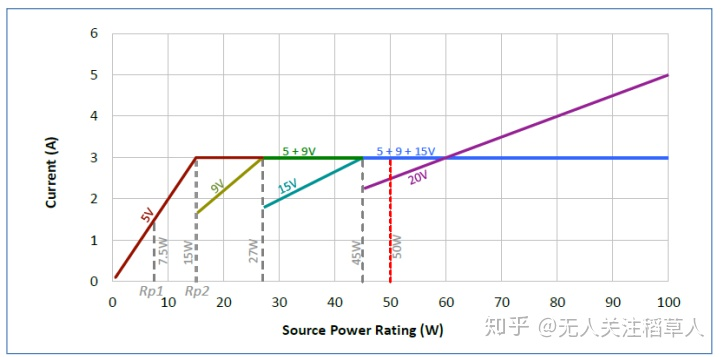 Current (A)
6
5
4
3
2
1
0
5V
9V
5 + 9V
15V
5 + 9 + 15V
20V
7.5W
15W
27W
45W
50W
0
10
20
30
40
50
60
70
80
90
100
Rp1
Rp2
Source Power Rating (W)
知乎 @无人关注稻草人